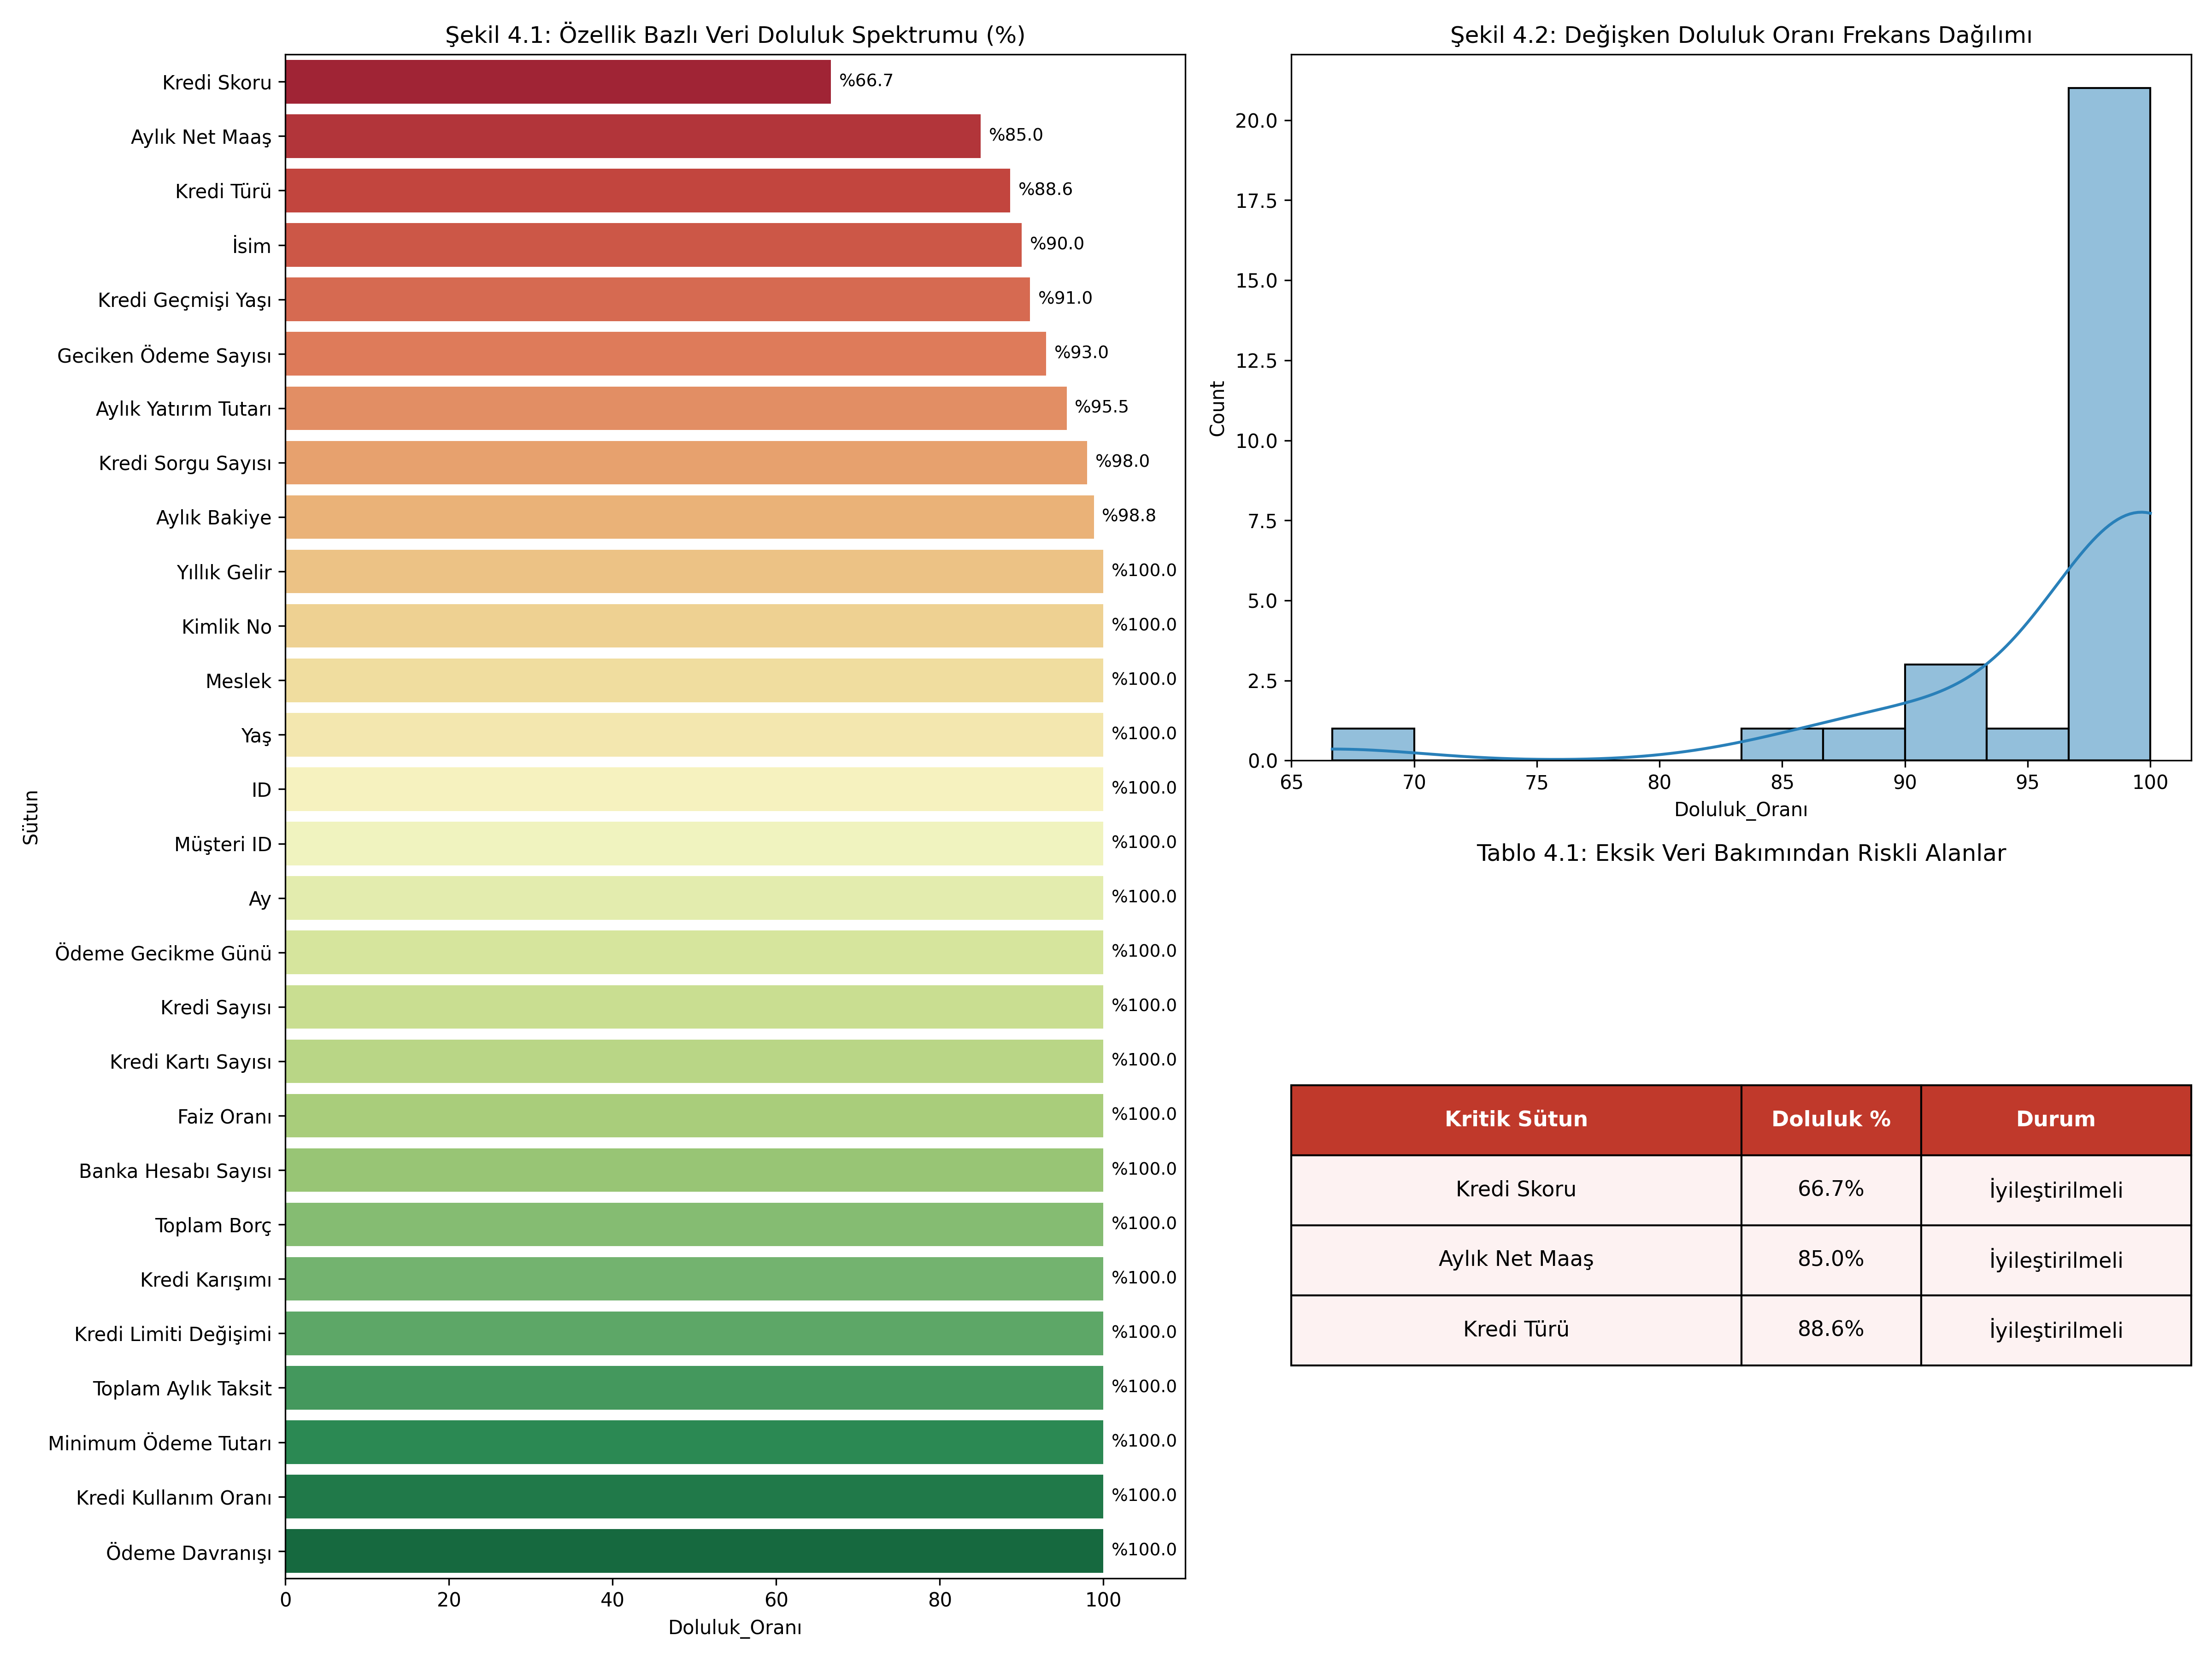 Şekil 4.1: Özellik Bazlı Veri Doluluk Spektrumu (%)
Sütun
Kredi Skoru %66.7
Aylık Net Maaş %85.0
Kredi Türü %88.6
İsim %90.0
Kredi Geçmişi Yaşı %91.0
Geciken Ödeme Sayısı %93.0
Aylık Yatırım Tutarı %95.5
Kredi Sorgu Sayısı %98.0
Aylık Bakiye %98.8
Yıllık Gelir %100.0
Kimlik No %100.0
Meslek %100.0
Yaş %100.0
ID %100.0
Müşteri ID %100.0
Ay %100.0
Ödeme Gecikme Günü %100.0
Kredi Sayısı %100.0
Kredi Kartı Sayısı %100.0
Faiz Oranı %100.0
Banka Hesabı Sayısı %100.0
Toplam Borç %100.0
Kredi Karışımı %100.0
Kredi Limiti Değişimi %100.0
Toplam Aylık Taksit %100.0
Minimum Ödeme Tutarı %100.0
Kredi Kullanım Oranı %100.0
Ödeme Davranışı %100.0
0 20 40 60 80 100
Doluluk_Oranı
Şekil 4.2: Değişken Doluluk Oranı Frekans Dağılımı
Count
20.0
17.5
15.0
12.5
10.0
7.5
5.0
2.5
0.0
65 70 75 80 85 90 95 100
Doluluk_Oranı
Tablo 4.1: Eksik Veri Bakımından Riskli Alanlar
Kritik Sütun Doluluk % Durum
Kredi Skoru 66.7% İyileştirilmeli
Aylık Net Maaş 85.0% İyileştirilmeli
Kredi Türü 88.6% İyileştirilmeli